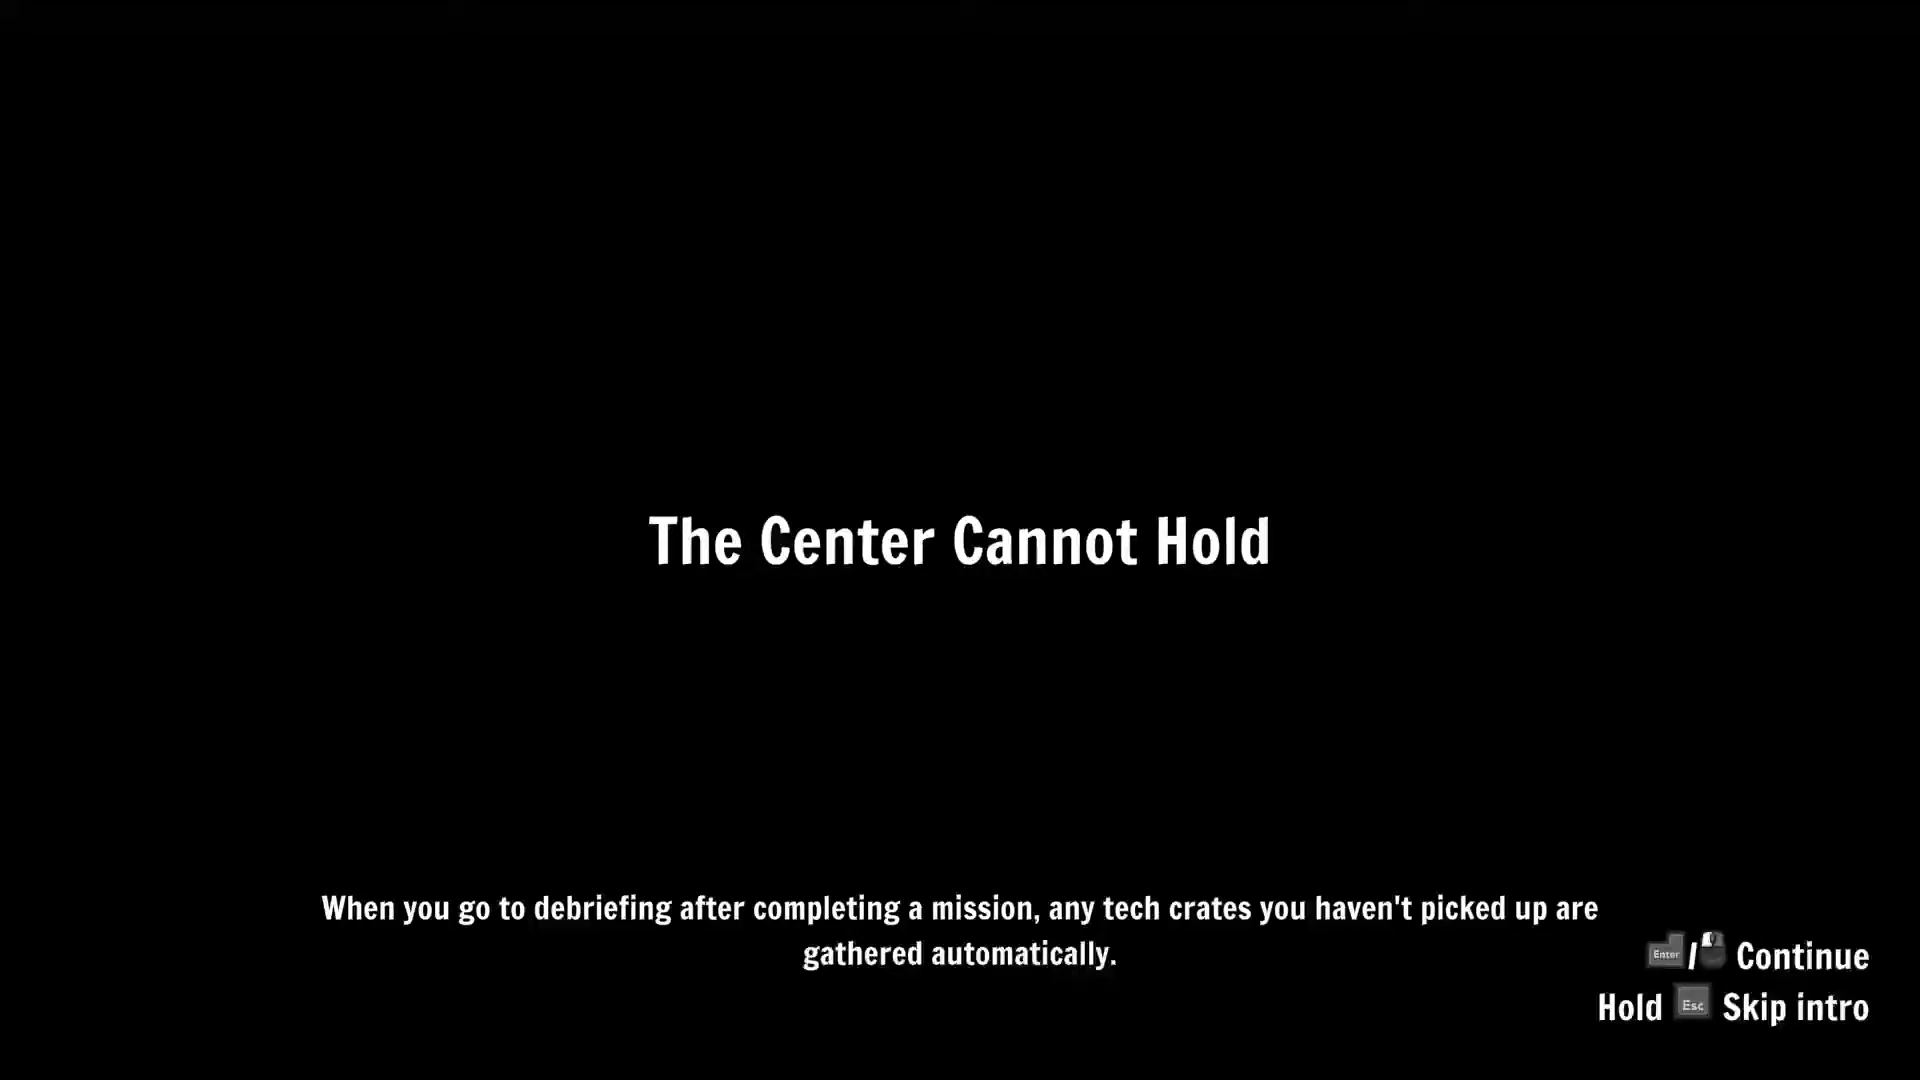 The Center Cannot Hold
When you go to debriefing after completing a mission, any tech crates you haven't picked up are
gathered automatically.
Enter / Continue
Hold Esc Skip intro